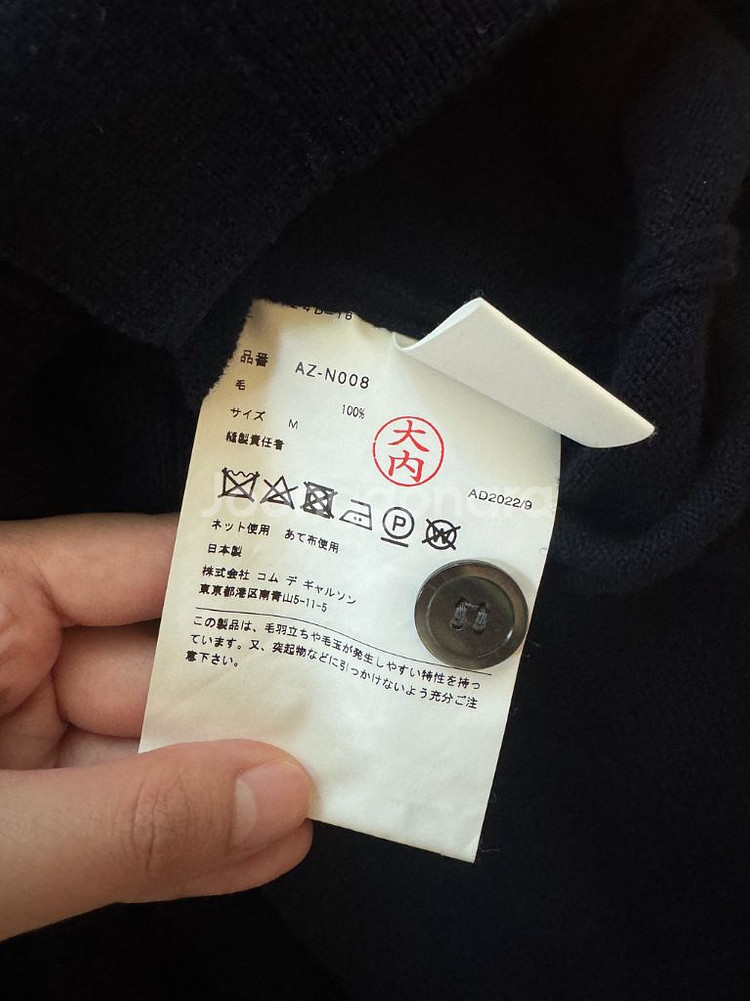 品番 AZ-N008
毛 100%
サイズ M
縫製責任者
大内
AD2022/9
P
W
ネット使用 あて布使用
日本製
株式会社 コム デ ギャルソン
東京都港区南青山5-11-5
この製品は、毛羽立ちや毛玉が発生しやすい特性を持っ
ています。又、突起物などに引っかけないよう充分ご注
意下さい。